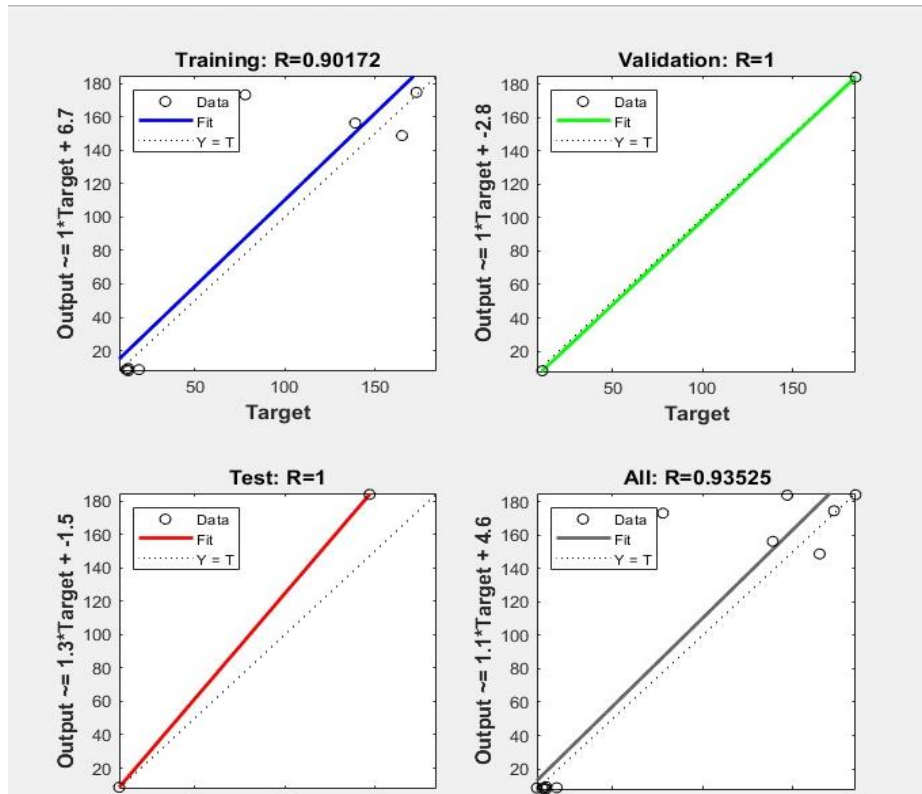 Training: R=0.90172
Output ~= 1*Target + 6.7
180
160
140
120
100
80
60
40
20
Data
Fit
Y = T
50 100 150
Target
Validation: R=1
Output ~= 1*Target + -2.8
180
160
140
120
100
80
60
40
20
Data
Fit
Y = T
50 100 150
Target
Test: R=1
Output ~= 1.3*Target + -1.5
180
160
140
120
100
80
60
40
20
Data
Fit
Y = T
All: R=0.93525
Output ~= 1.1*Target + 4.6
180
160
140
120
100
80
60
40
20
Data
Fit
Y = T